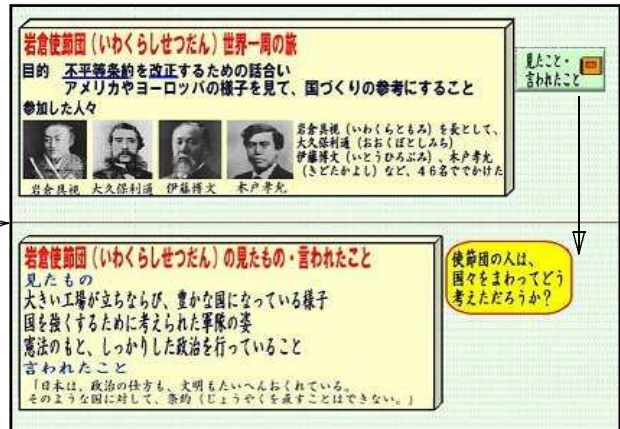 岩倉使節団（いわくらしせつだん）世界一周の旅
目的　不平等条約を改正するための話合い
アメリカやヨーロッパの様子を見て、国づくりの参考にすること
参加した人々
岩倉具視（いわくらともみ）を長として、
大久保利通（おおくぼとしみち）
伊藤博文（いとうひろぶみ）、木戸孝允
（きどたかよし）など、46名ででかけた
岩倉具視　大久保利通　伊藤博文　木戸孝允
見たこと・
言われたこと
岩倉使節団（いわくらしせつだん）の見たもの・言われたこと
見たもの
大きい工場が立ちならび、豊かな国になっている様子
国を強くするために考えられた軍隊の姿
憲法のもと、しっかりした政治を行っていること
言われたこと
「日本は、政治の仕方も、文明もたいへんおくれている。
そのような国に対して、条約（じょうやくを直すことはできない。」
使節団の人は、
国々をまわってどう
考えただろうか？